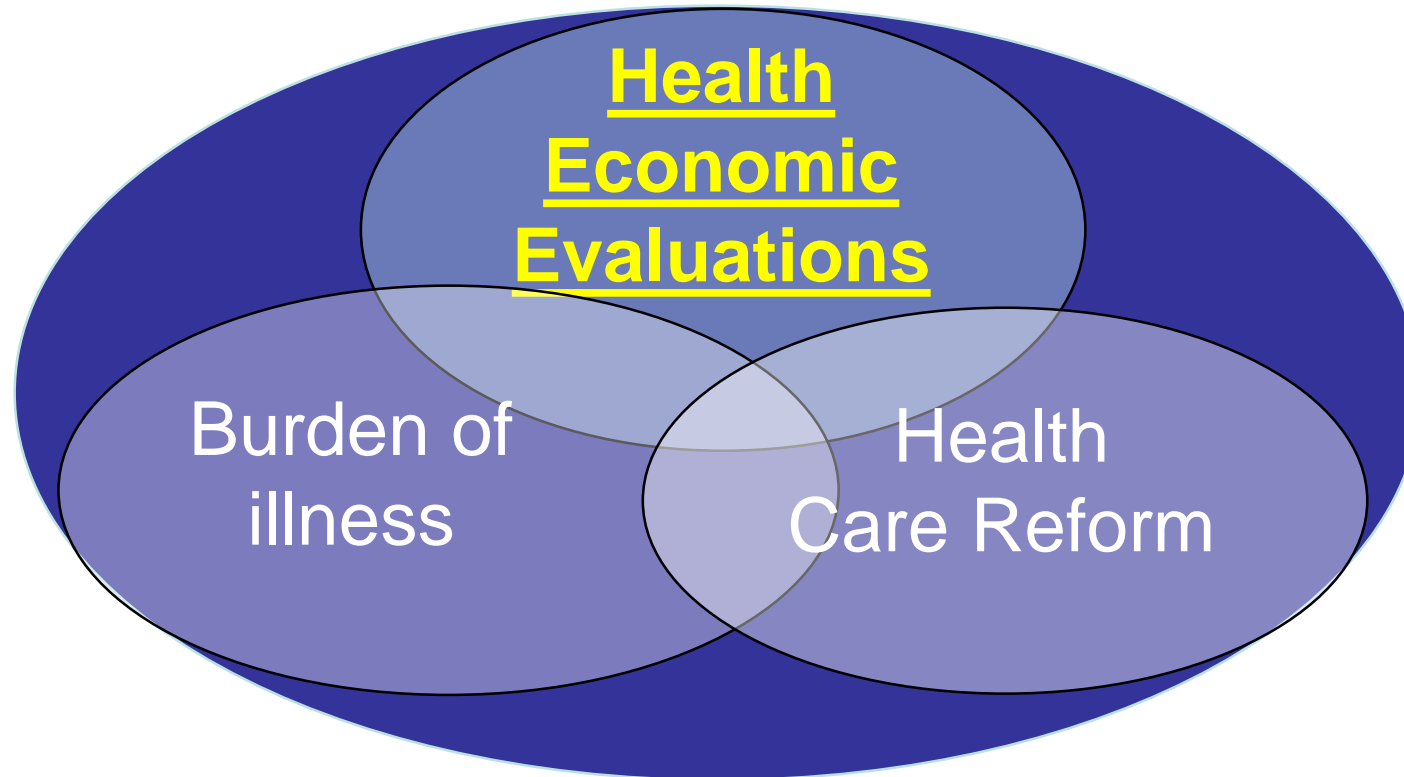 Health
Economic
Evaluations
Burden of
illness
Health
Care Reform